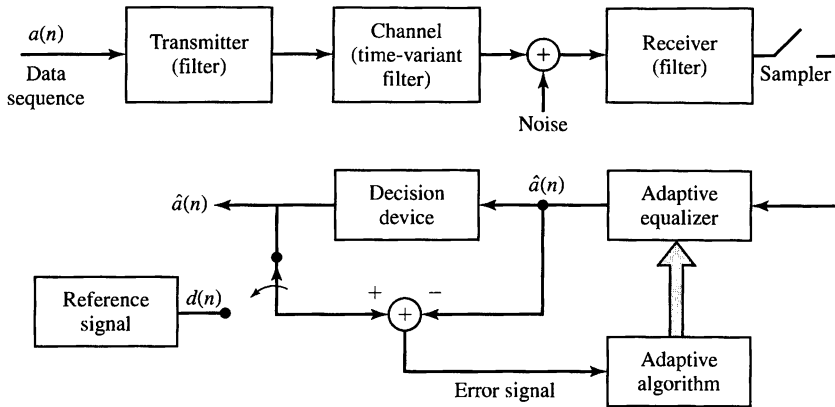 a(n)
Data
sequence
Transmitter
(filter)
Channel
(time-variant
filter)
+
Noise
Receiver
(filter)
Sampler
â(n)
Decision
device
â(n)
Adaptive
equalizer
Reference
signal
d(n)
+
−
+
Error signal
Adaptive
algorithm